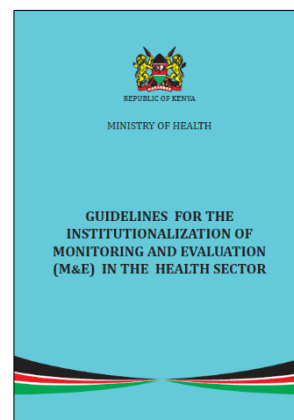 REPUBLIC OF KENYA
MINISTRY OF HEALTH
GUIDELINES FOR THE
INSTITUTIONALIZATION OF
MONITORING AND EVALUATION
(M&E) IN THE HEALTH SECTOR